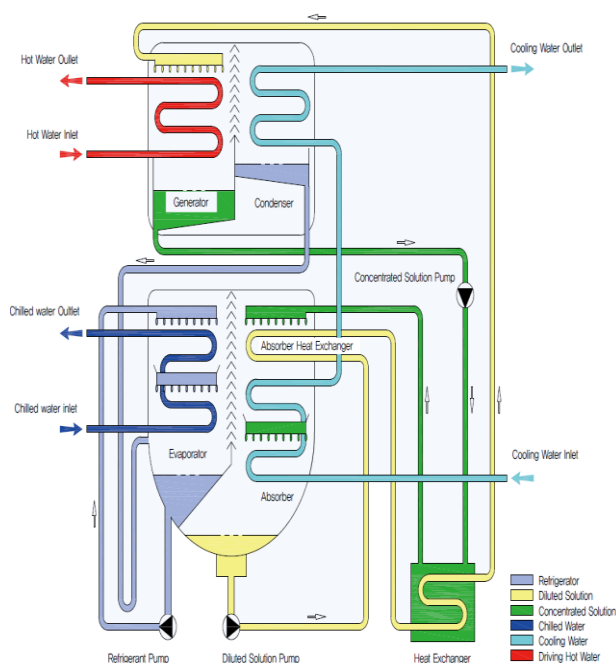 Hot Water Outlet
Cooling Water Outlet
Hot Water Inlet
Generator
Condenser
Concentrated Solution Pump
Chilled water Outlet
Absorber Heat Exchanger
Chilled water inlet
Evaporator
Cooling Water Inlet
Absorber
Refrigerator
Diluted Solution
Concentrated Solution
Chilled Water
Cooling Water
Driving Hot Water
Refrigerant Pump
Diluted Solution Pump
Heat Exchanger